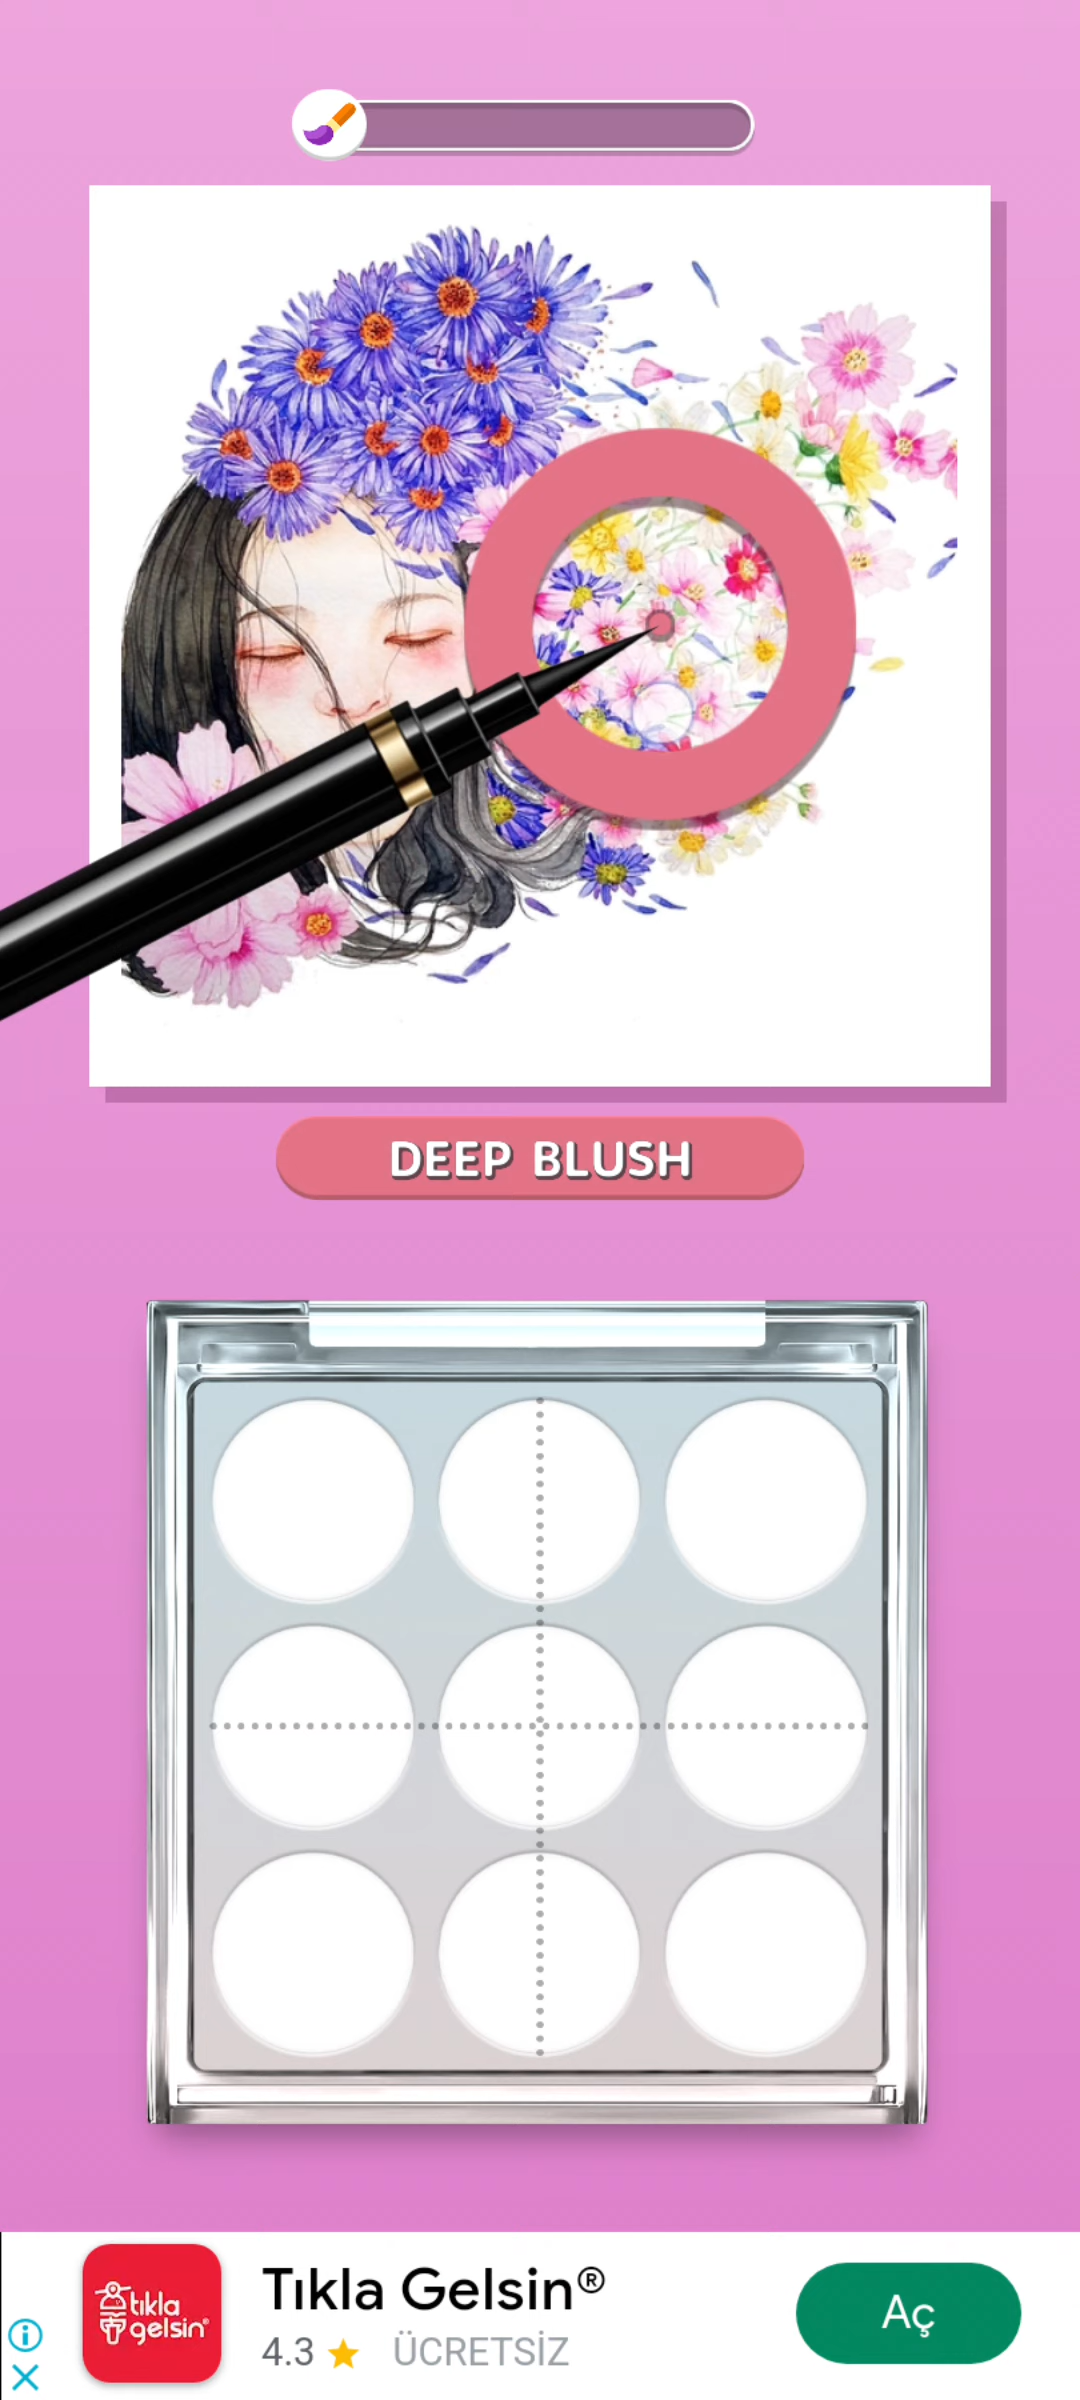 DEEP BLUSH
tıkla
gelsin®
Tıkla Gelsin®
4.3 ★ ÜCRETSİZ
Aç